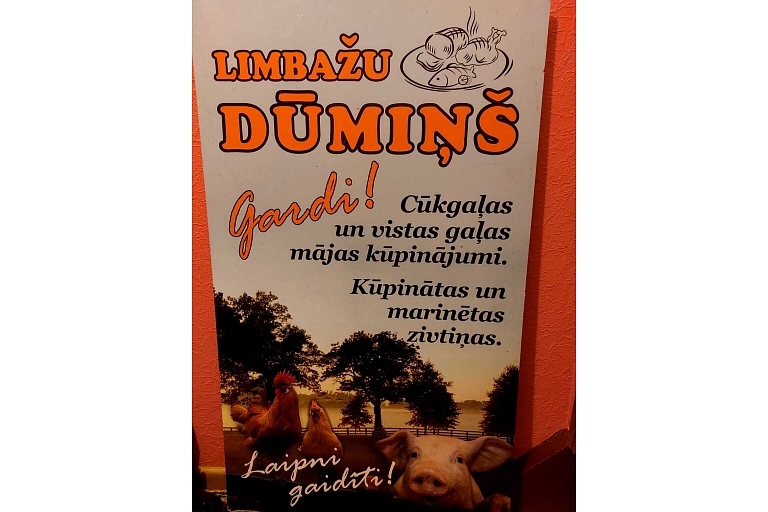 LIMBAŽU
DŪMIŅŠ
Gardi!
Cūkgaļas
un vistas gaļas
mājas kūpinājumi.
Kūpinātas un
marinētas
zivtiņas.
Laipni
gaidīti!